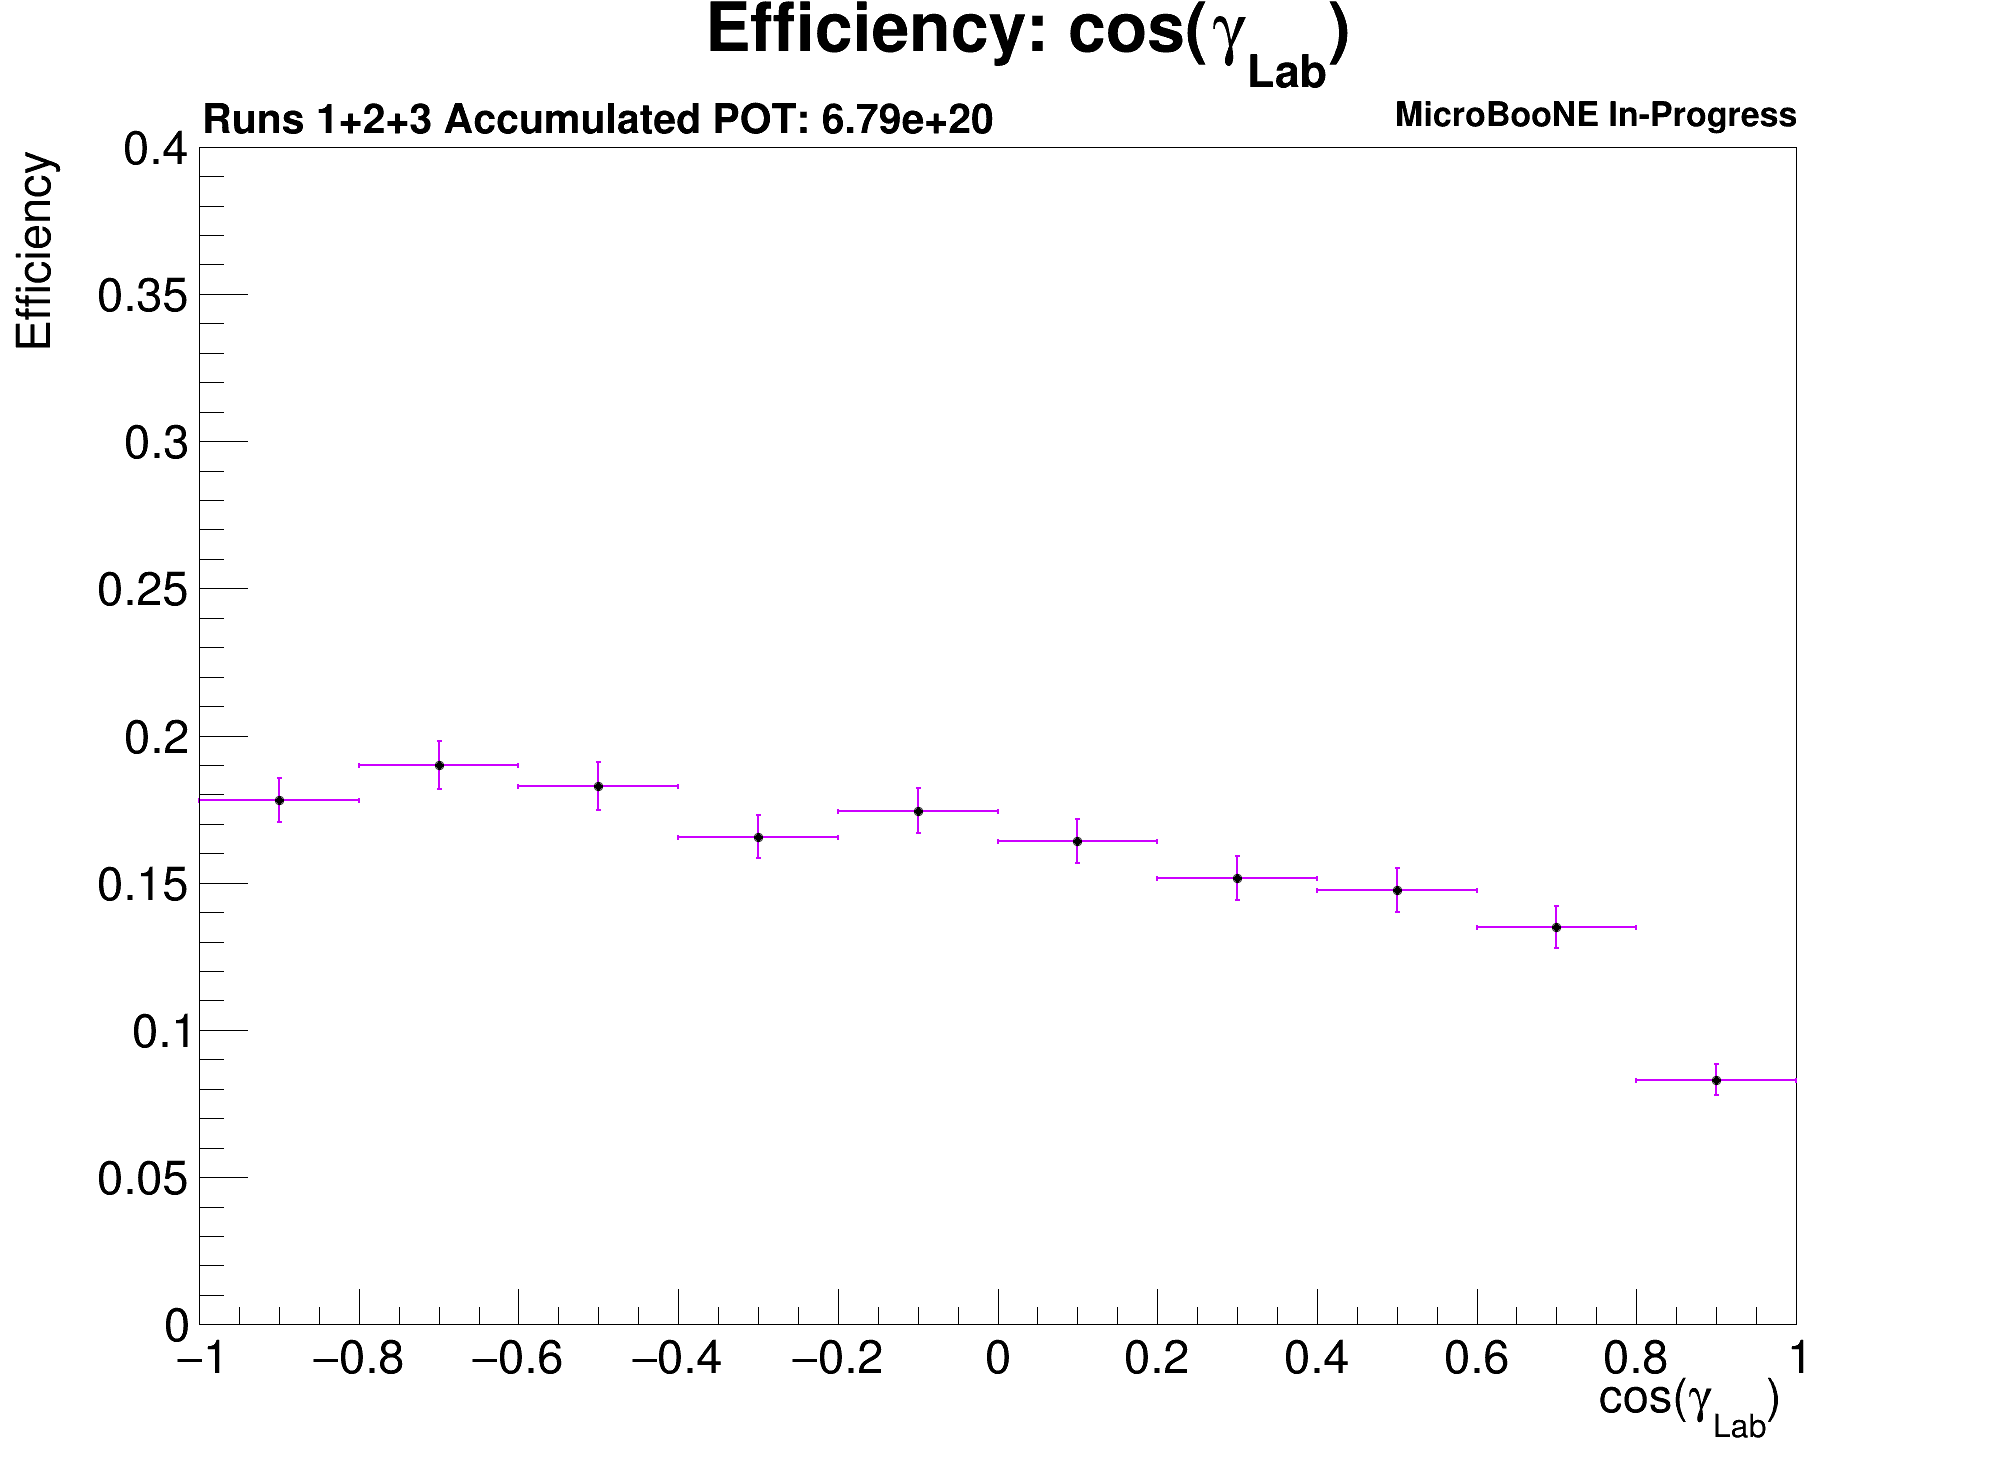 Efficiency: cos(γLab)
Runs 1+2+3 Accumulated POT: 6.79e+20
MicroBooNE In-Progress
Efficiency
0.4
0.35
0.3
0.25
0.2
0.15
0.1
0.05
0
−1 −0.8 −0.6 −0.4 −0.2 0 0.2 0.4 0.6 0.8 1
cos(γLab)